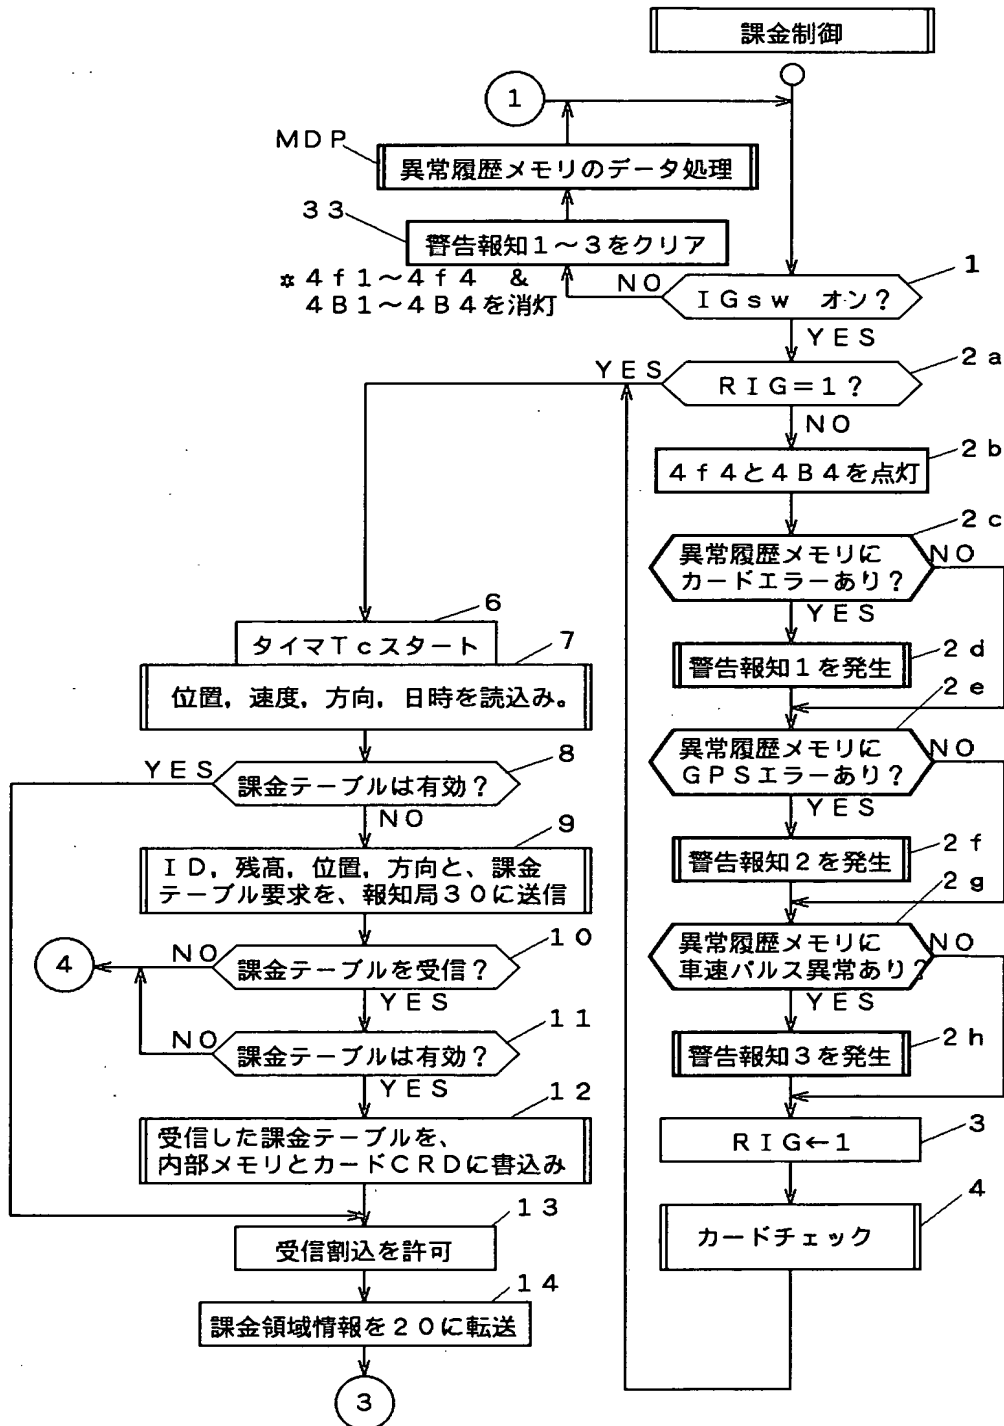 課金制御
1
MDP
異常履歴メモリのデータ処理
33
警告報知1~3をクリア
*4f1~4f4 &
4B1~4B4を消灯
NO
IGsw オン?
1
YES
RIG=1?
2a
YES
NO
4f4と4B4を点灯
2b
異常履歴メモリに
カードエラーあり?
2c
NO
YES
警告報知1を発生
2d
異常履歴メモリに
GPSエラーあり?
2e
NO
YES
警告報知2を発生
2f
異常履歴メモリに
車速パルス異常あり?
2g
NO
YES
警告報知3を発生
2h
RIG←1
3
カードチェック
4
タイマTcスタート
6
位置,速度,方向,日時を読込み。
7
課金テーブルは有効?
8
YES
NO
ID,残高,位置,方向と、課金
テーブル要求を、報知局30に送信
9
課金テーブルを受信?
10
NO
4
YES
課金テーブルは有効?
11
NO
YES
受信した課金テーブルを、
内部メモリとカードCRDに書込み
12
受信割込を許可
13
課金領域情報を20に転送
14
3